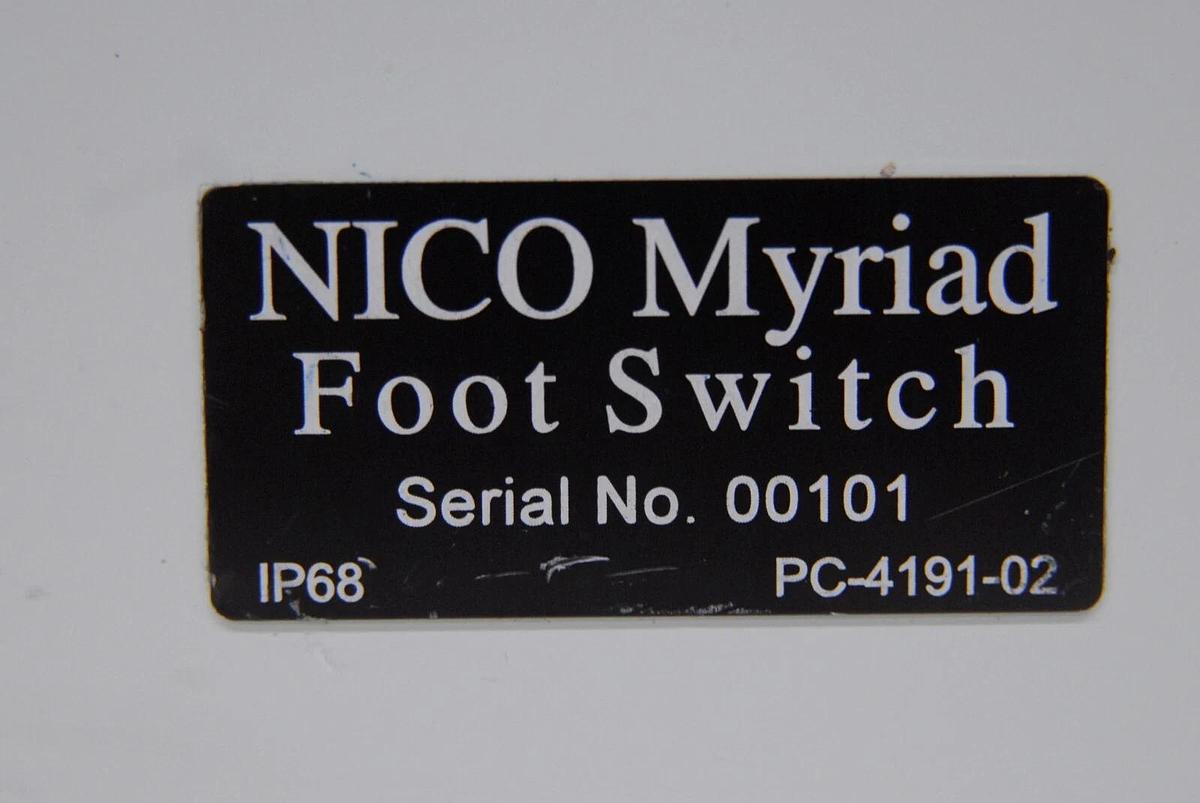 NICO Myriad
Foot Switch
Serial No. 00101
IP68 PC-4191-02